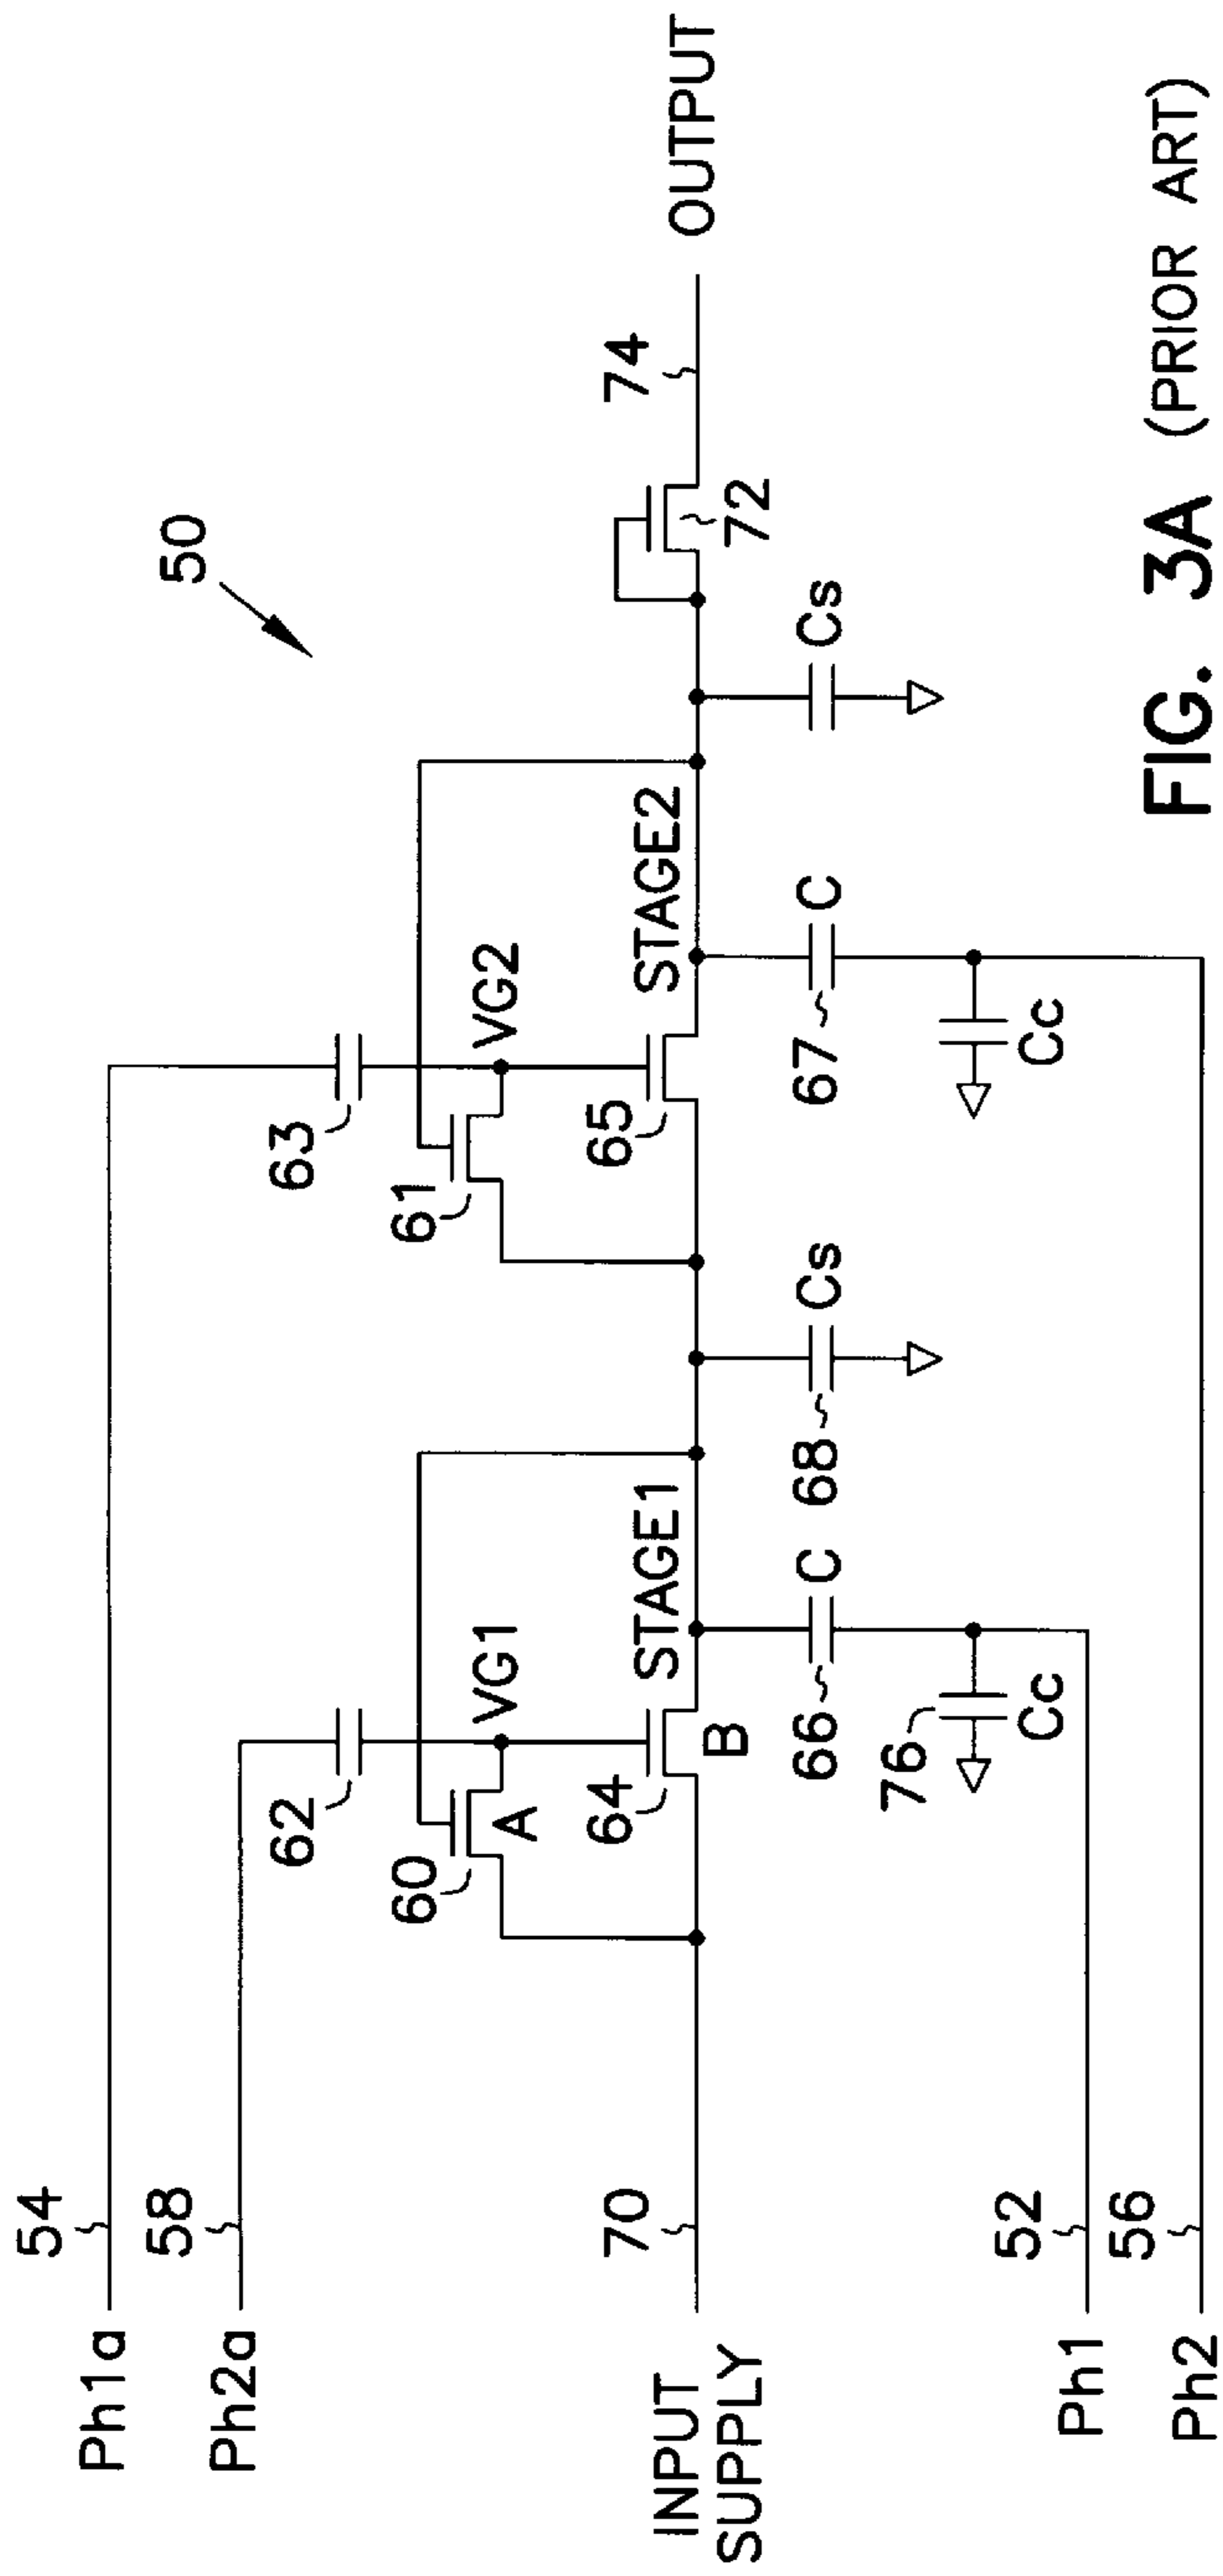 50
Ph1a
54
Ph2a
58
62
63
VG1
VG2
60
A
61
64
B
65
STAGE1
STAGE2
INPUT
SUPPLY
70
72
74
OUTPUT
66
C
68
Cs
67
C
Cs
76
Cc
Cc
Ph1
52
Ph2
56
FIG. 3A (PRIOR ART)